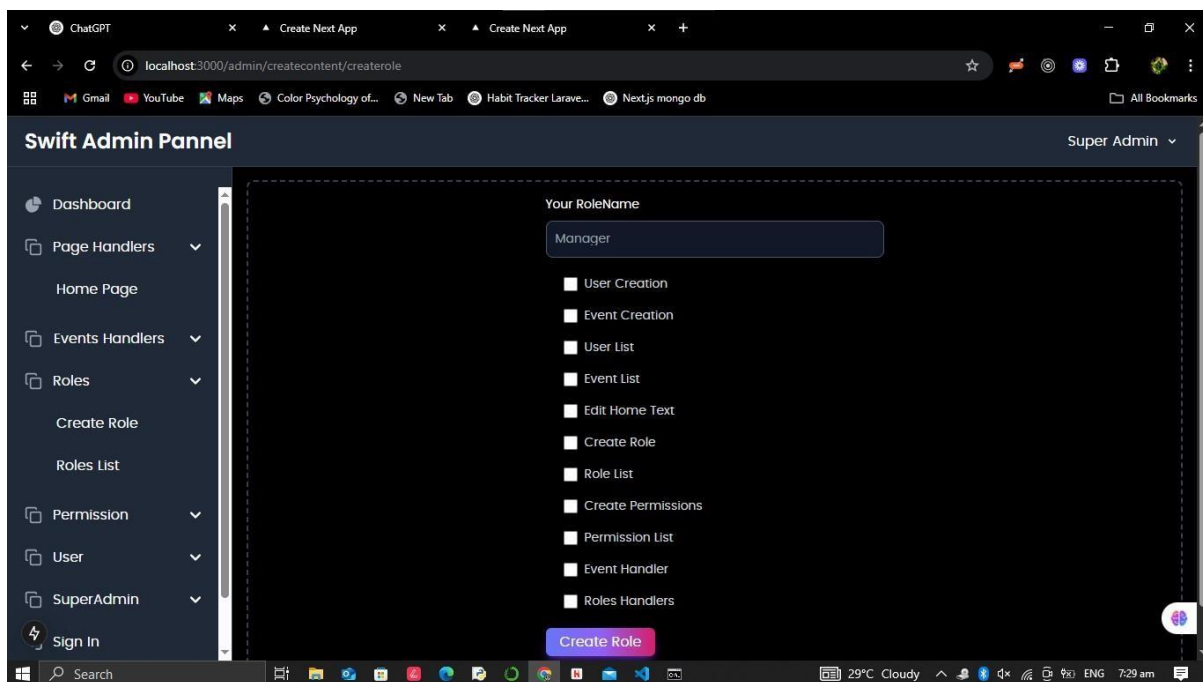 ChatGPT Create Next App Create Next App
localhost:3000/admin/createcontent/createrole
Gmail YouTube Maps Color Psychology of... New Tab Habit Tracker Larave... Next.js mongo db All Bookmarks
Swift Admin Pannel Super Admin
Dashboard
Page Handlers
Home Page
Events Handlers
Roles
Create Role
Roles List
Permission
User
SuperAdmin
Sign In
Your RoleName
Manager
User Creation
Event Creation
User List
Event List
Edit Home Text
Create Role
Role List
Create Permissions
Permission List
Event Handler
Roles Handlers
Create Role
Search 29°C Cloudy ENG 7:29 am